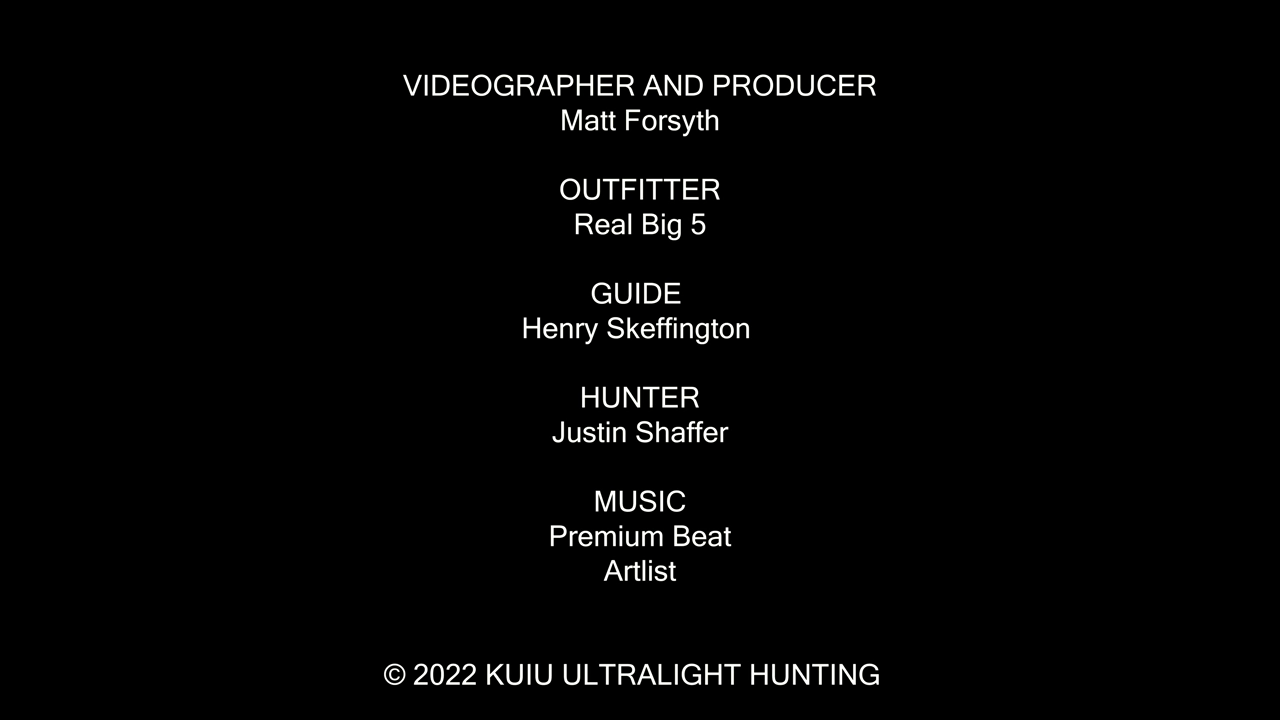 VIDEOGRAPHER AND PRODUCER
Matt Forsyth
OUTFITTER
Real Big 5
GUIDE
Henry Skeffington
HUNTER
Justin Shaffer
MUSIC
Premium Beat
Artlist
© 2022 KUIU ULTRALIGHT HUNTING